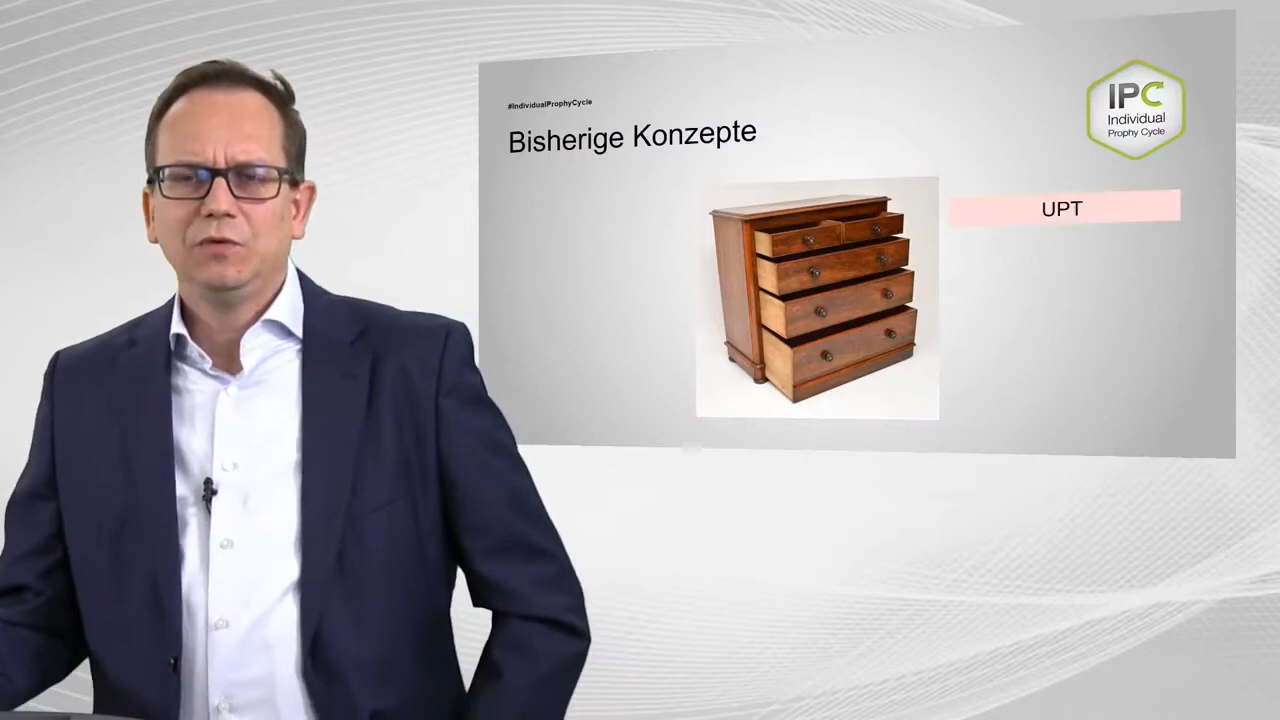 #IndividualProphyCycle
Bisherige Konzepte
IPC
Individual
Prophy Cycle
UPT